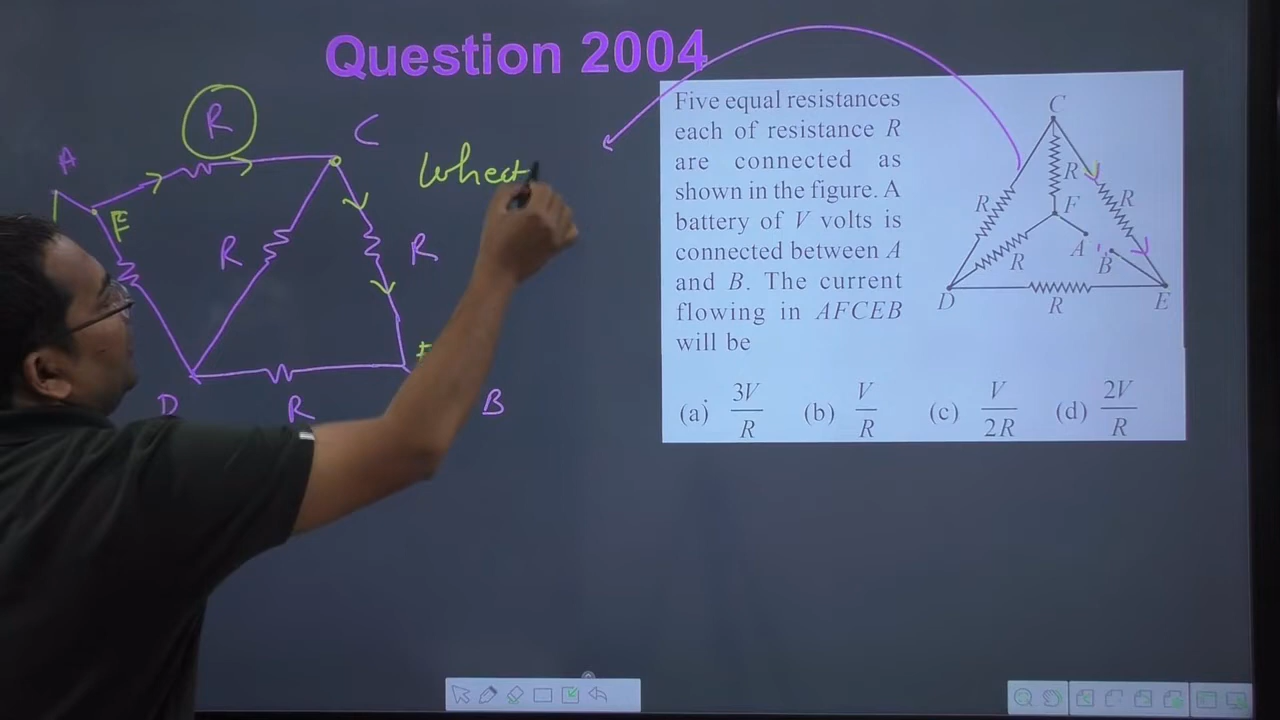 Question 2004
Five equal resistances
each of resistance R
are connected as
shown in the figure. A
battery of V volts is
connected between A
and B. The current
flowing in AFCEB
will be
(a) 3V/R (b) V/R (c) V/2R (d) 2V/R
C
R
R
R
F
A
R
B
D
R
E
A
R
C
F
R
R
D
R
B
Wheat